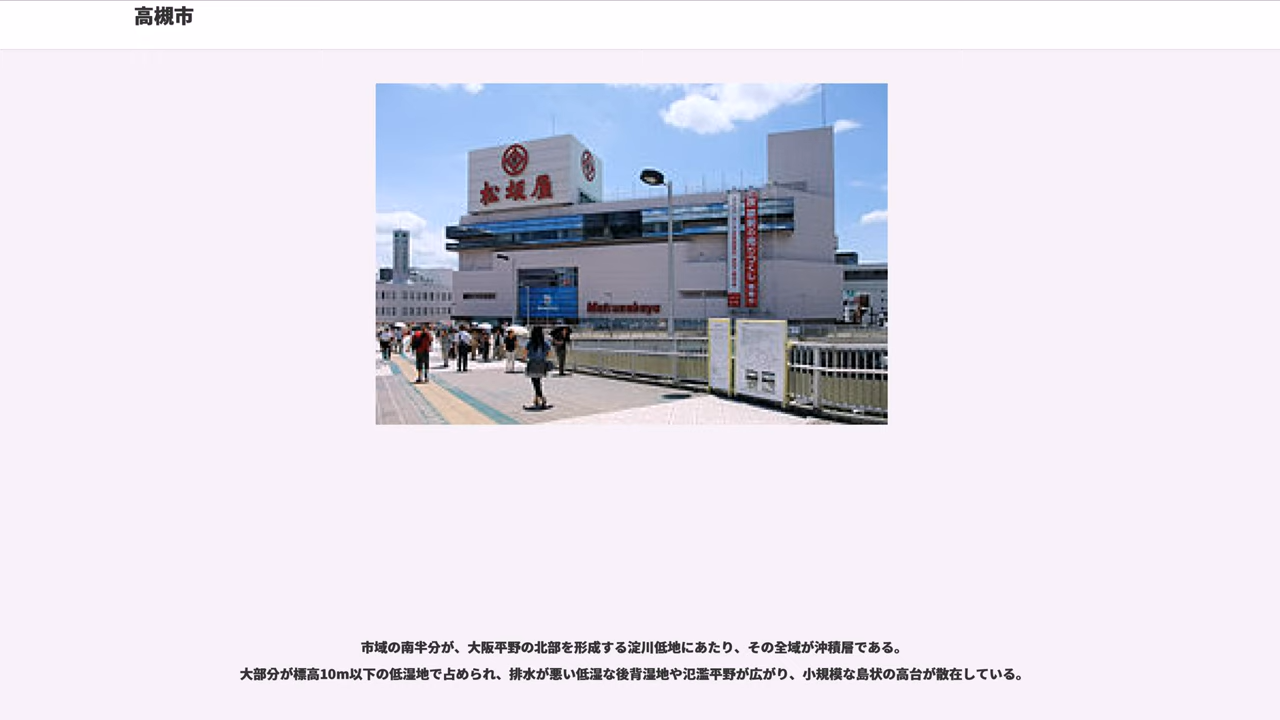 高槻市
松坂屋
Matsuzakaya
市域の南半分が、大阪平野の北部を形成する淀川低地にあたり、その全域が沖積層である。
大部分が標高10m以下の低湿地で占められ、排水が悪い低湿な後背湿地や氾濫平野が広がり、小規模な島状の高台が散在している。